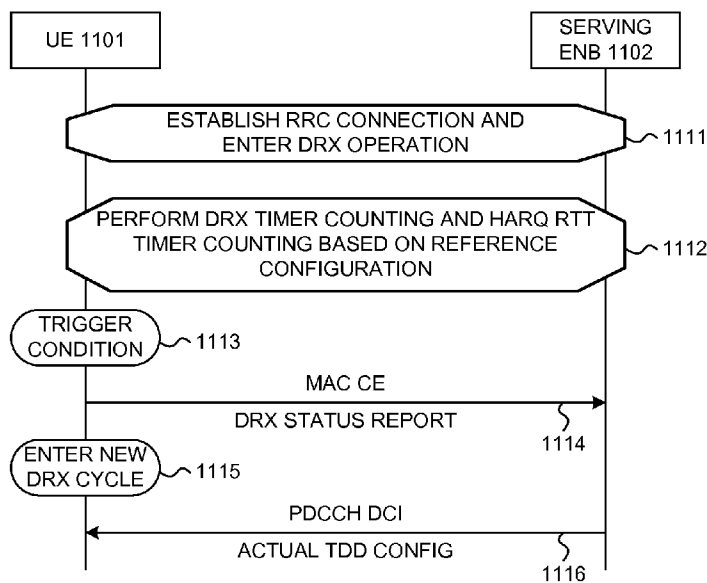 UE 1101
SERVING
ENB 1102
ESTABLISH RRC CONNECTION AND
ENTER DRX OPERATION
1111
PERFORM DRX TIMER COUNTING AND HARQ RTT
TIMER COUNTING BASED ON REFERENCE
CONFIGURATION
1112
TRIGGER
CONDITION
1113
MAC CE
DRX STATUS REPORT
1114
ENTER NEW
DRX CYCLE
1115
PDCCH DCI
ACTUAL TDD CONFIG
1116